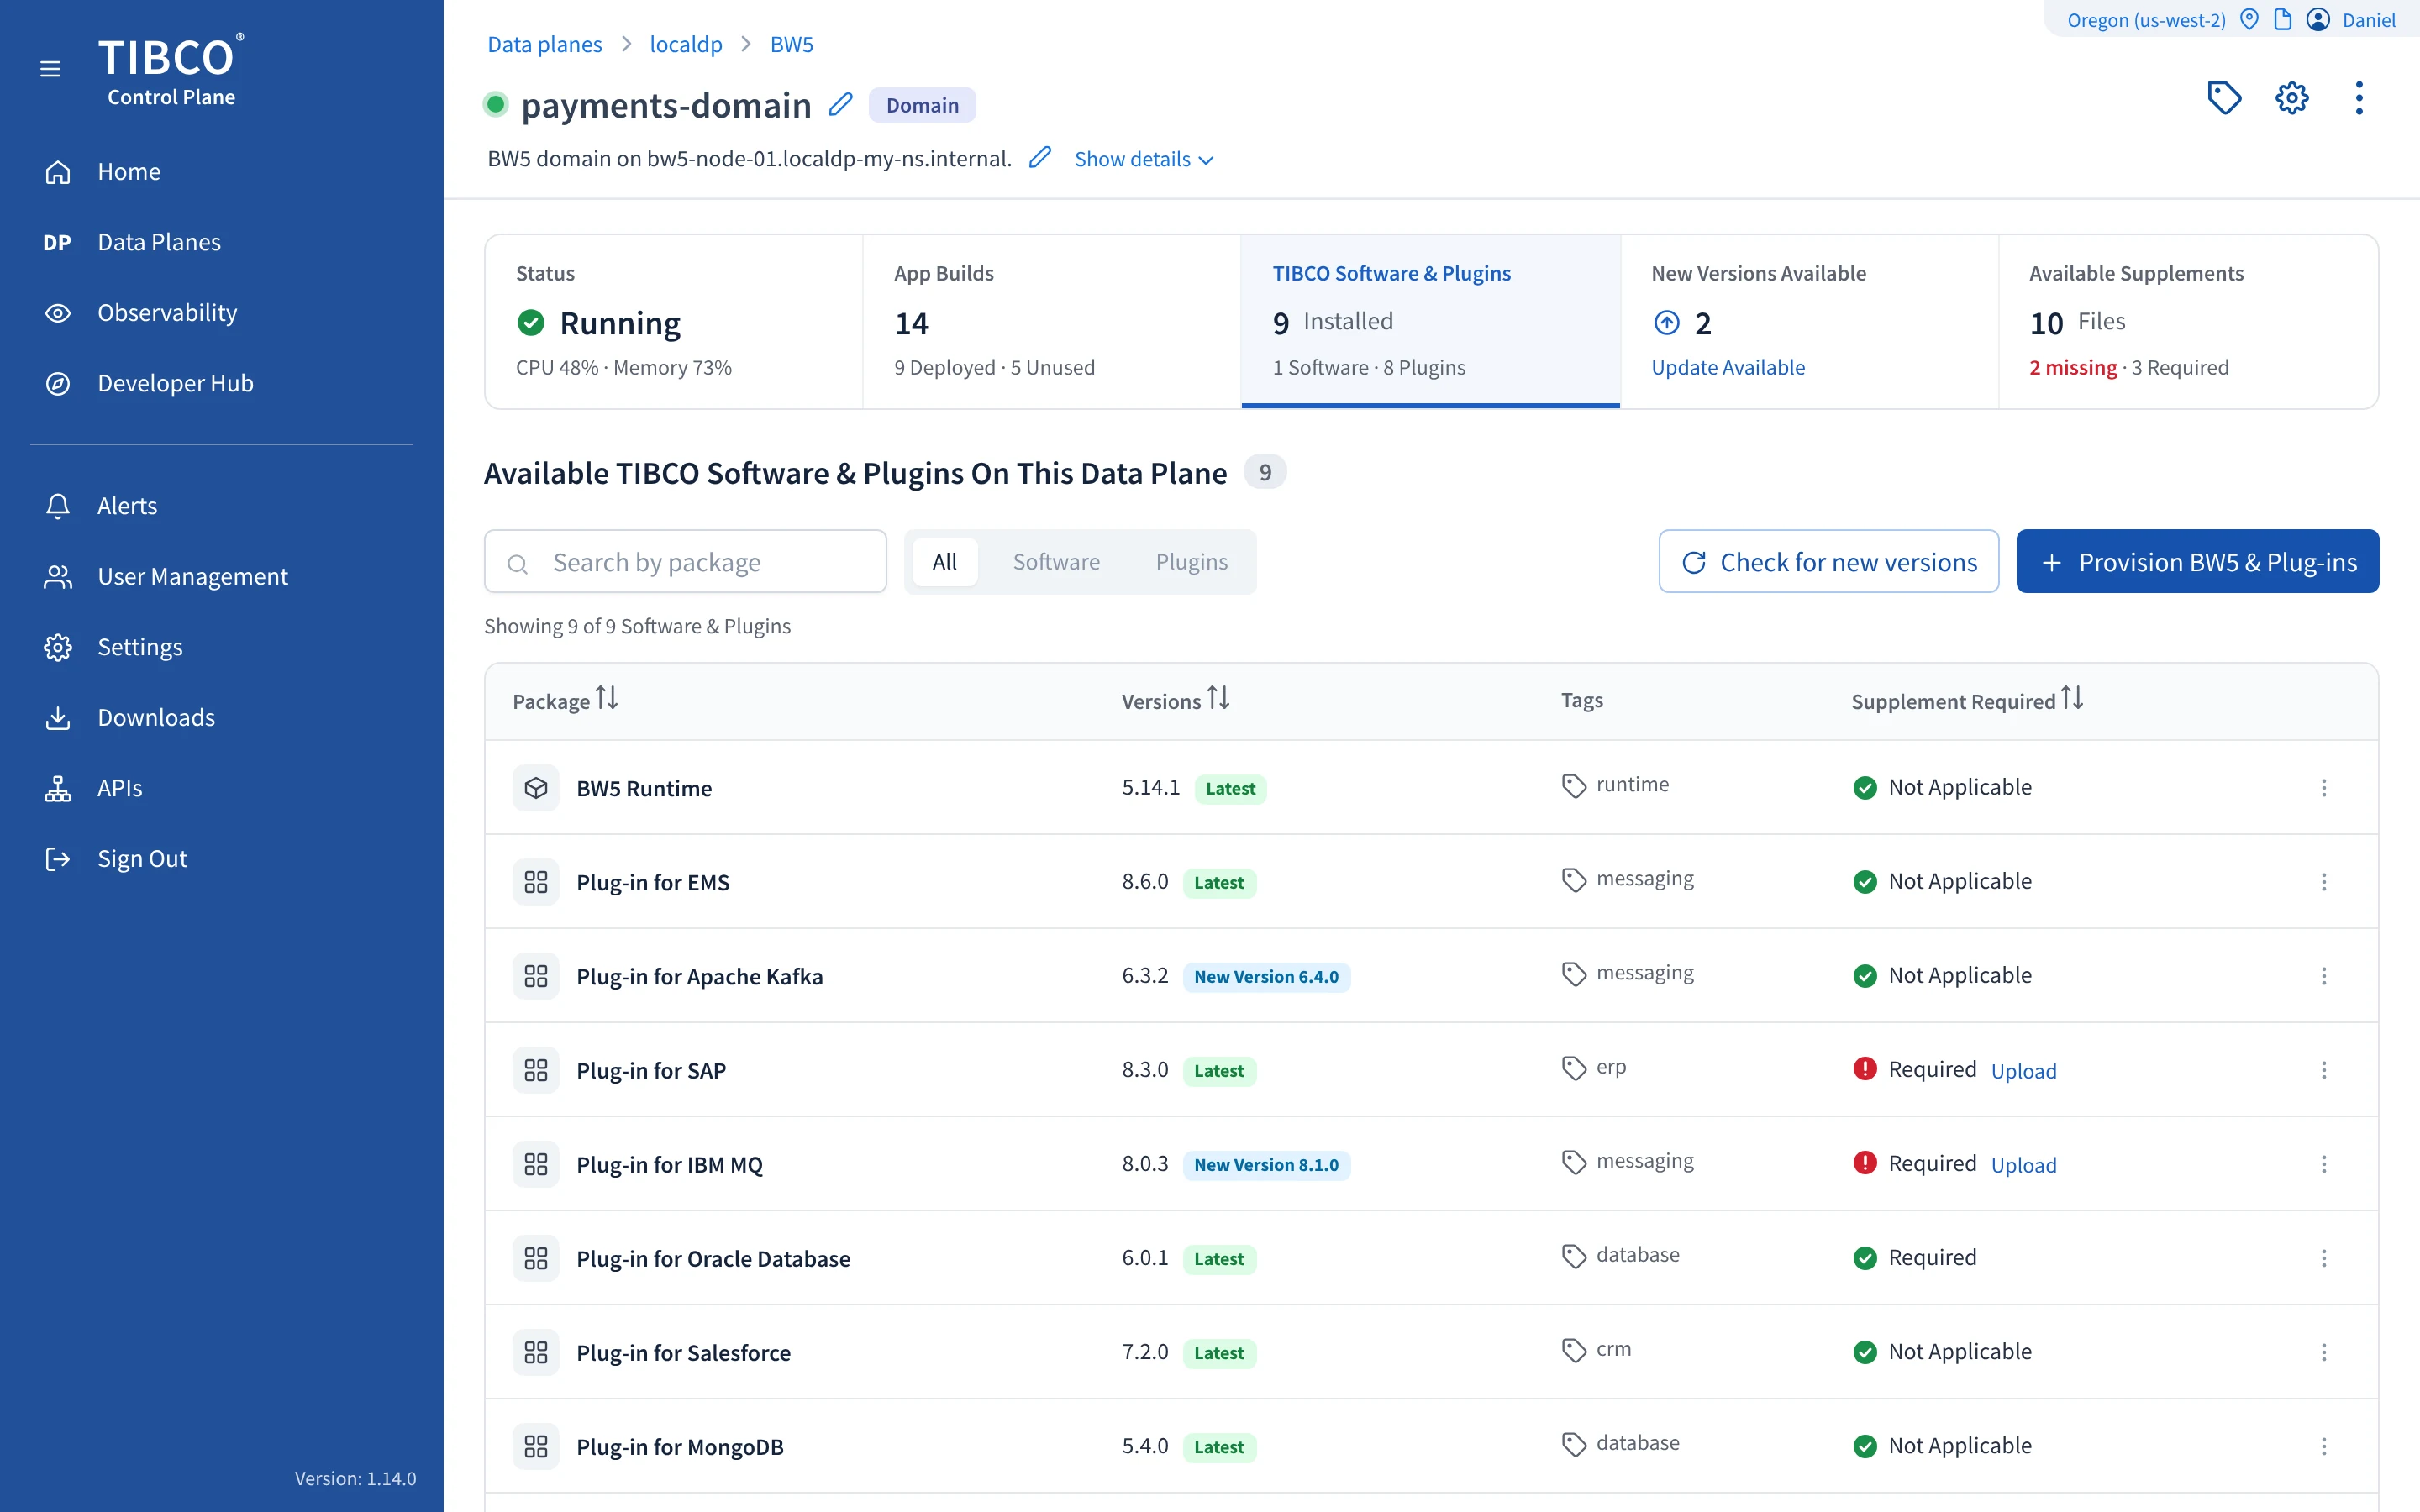 TIBCO®
Control Plane
Home
DP Data Planes
Observability
Developer Hub
Alerts
User Management
Settings
Downloads
APIs
Sign Out
Version: 1.14.0
Oregon (us-west-2) Daniel
Data planes > localdp > BW5
payments-domain Domain
BW5 domain on bw5-node-01.localdp-my-ns.internal. Show details
Status
Running
CPU 48% · Memory 73%
App Builds
14
9 Deployed · 5 Unused
TIBCO Software & Plugins
9 Installed
1 Software · 8 Plugins
New Versions Available
2
Update Available
Available Supplements
10 Files
2 missing · 3 Required
Available TIBCO Software & Plugins On This Data Plane 9
Search by package All Software Plugins Check for new versions + Provision BW5 & Plug-ins
Showing 9 of 9 Software & Plugins
Package Versions Tags Supplement Required
BW5 Runtime 5.14.1 Latest runtime Not Applicable
Plug-in for EMS 8.6.0 Latest messaging Not Applicable
Plug-in for Apache Kafka 6.3.2 New Version 6.4.0 messaging Not Applicable
Plug-in for SAP 8.3.0 Latest erp Required Upload
Plug-in for IBM MQ 8.0.3 New Version 8.1.0 messaging Required Upload
Plug-in for Oracle Database 6.0.1 Latest database Required
Plug-in for Salesforce 7.2.0 Latest crm Not Applicable
Plug-in for MongoDB 5.4.0 Latest database Not Applicable